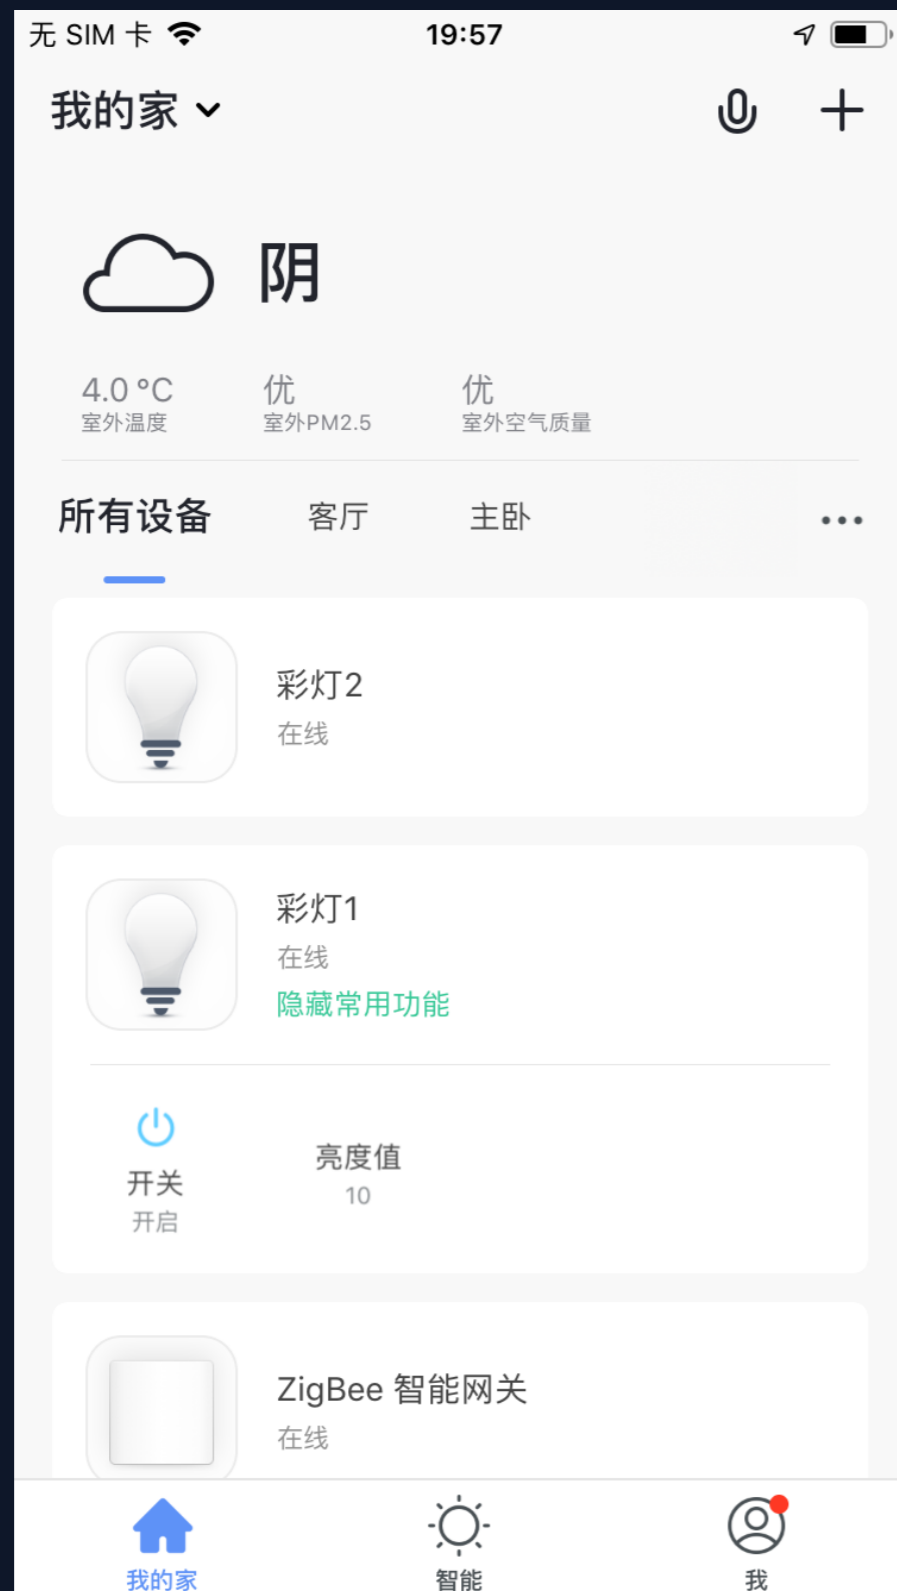 无 SIM 卡 19:57
我的家
阴
4.0 °C 优 优
室外温度 室外PM2.5 室外空气质量
所有设备 客厅 主卧
彩灯2
在线
彩灯1
在线
隐藏常用功能
开关 亮度值
开启 10
ZigBee 智能网关
在线
我的家 智能 我